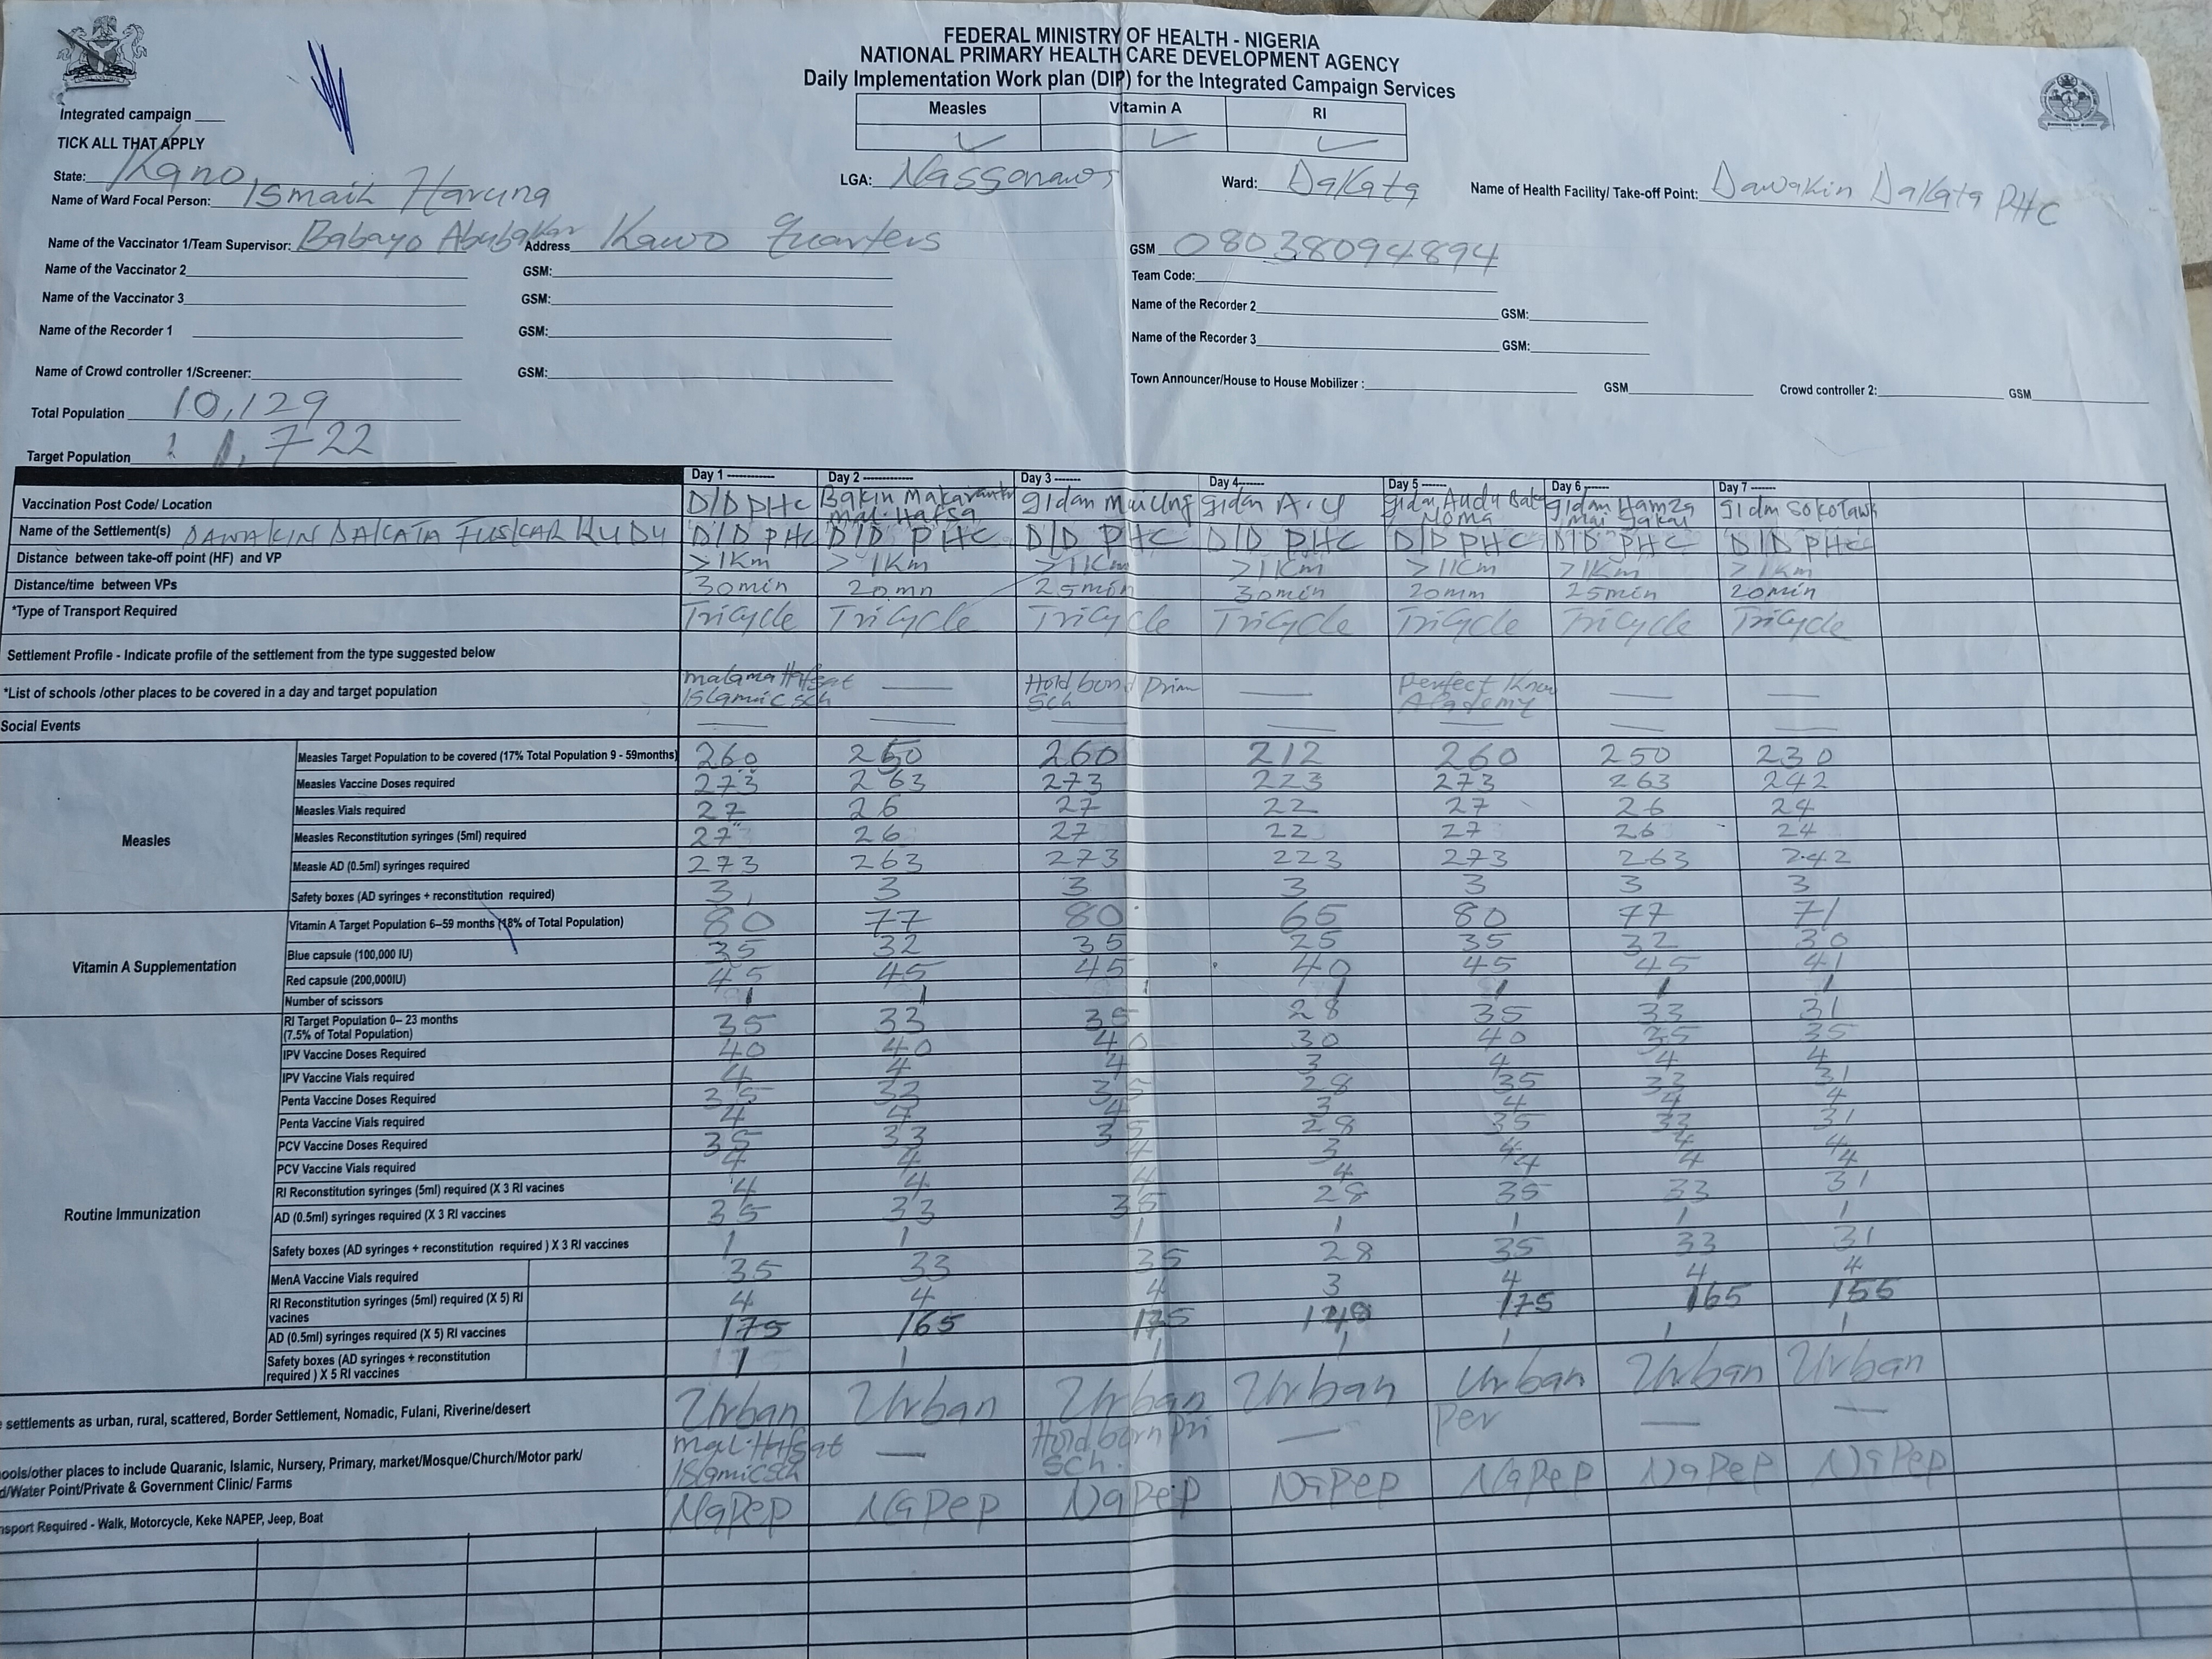 FEDERAL MINISTRY OF HEALTH - NIGERIA
NATIONAL PRIMARY HEALTH CARE DEVELOPMENT AGENCY
Daily Implementation Work plan (DIP) for the Integrated Campaign Services
Integrated campaign
TICK ALL THAT APPLY
Measles Vitamin A RI
State: Kano LGA: Nassarawa Ward: Dakata Name of Health Facility/ Take-off Point: Dawakin Dakata PHC
Name of Ward Focal Person: Ismail Haruna
Name of the Vaccinator 1/Team Supervisor: Babayo Abubakar Address Kawo Quarters GSM 08038094894
Name of the Vaccinator 2 GSM: Team Code:
Name of the Vaccinator 3 GSM: Name of the Recorder 2 GSM:
Name of the Recorder 1 GSM: Name of the Recorder 3 GSM:
Name of Crowd controller 1/Screener: GSM: Town Announcer/House to House Mobilizer : GSM Crowd controller 2: GSM
Total Population 10,129
Target Population 1,722
Day 1 Day 2 Day 3 Day 4 Day 5 Day 6 Day 7
Vaccination Post Code/ Location D/D PHC Bakin Mal. Hafsa gidan gidan A.Y gidan Audu gidan Hamza gidan Sokotawa
Name of the Settlement(s) DAWAKIN DAKATA D/D PHC D/D PHC D/D PHC D/D PHC D/D PHC D/D PHC D/D PHC
Distance between take-off point (HF) and VP >1km >1km >1km >1km >1km >1km >1km
Distance/time between VPs 30min 20mn 25min 30min 20mm 25min 20min
*Type of Transport Required Tricycle Tricycle Tricycle Tricycle Tricycle Tricycle Tricycle
Settlement Profile - Indicate profile of the settlement from the type suggested below
*List of schools /other places to be covered in a day and target population islamic sch — Prim Sch — Perfect Know Academy — —
Social Events — — — — — — —
Measles
Measles Target Population to be covered (17% Total Population 9 - 59months) 260 250 260 212 260 250 230
Measles Vaccine Doses required 273 263 273 223 273 263 242
Measles Vials required 27 26 27 22 27 26 24
Measles Reconstitution syringes (5ml) required 27 26 27 22 27 26 24
Measle AD (0.5ml) syringes required 273 263 273 223 273 263 242
Safety boxes (AD syringes + reconstitution required) 3 3 3 3 3 3 3
Vitamin A Supplementation
Vitamin A Target Population 6–59 months (18% of Total Population) 80 77 80 65 80 77 71
Blue capsule (100,000 IU) 35 32 35 25 35 32 30
Red capsule (200,000IU) 45 45 45 40 45 45 41
Number of scissors 1 1 1 1 1 1 1
Routine Immunization
RI Target Population 0– 23 months (7.5% of Total Population) 35 33 35 28 35 33 31
IPV Vaccine Doses Required 40 40 40 30 40 35 35
IPV Vaccine Vials required 4 4 4 3 4 4 4
Penta Vaccine Doses Required 35 33 35 28 35 33 31
Penta Vaccine Vials required 4 4 4 3 4 4 4
PCV Vaccine Doses Required 35 33 35 28 35 33 31
PCV Vaccine Vials required 4 4 4 3 4 4 4
RI Reconstitution syringes (5ml) required (X 3 RI vaccines 4 4 4 4 4 4 4
AD (0.5ml) syringes required (X 3 RI vaccines 35 33 35 28 35 33 31
Safety boxes (AD syringes + reconstitution required ) X 3 RI vaccines 1 1 1 1 1 1 1
MenA Vaccine Vials required 35 33 35 28 35 33 31
RI Reconstitution syringes (5ml) required (X 5) RI vaccines 4 4 4 3 4 4 4
AD (0.5ml) syringes required (X 5) RI vaccines 175 165 175 175 165
Safety boxes (AD syringes + reconstitution required ) X 5 RI vaccines 1 1 1 1 1 1 1
settlements as urban, rural, scattered, Border Settlement, Nomadic, Fulani, Riverine/desert Urban Urban Urban Urban Urban Urban Urban
ools/other places to include Quranic, Islamic, Nursery, Primary, market/Mosque/Church/Motor park/
d/Water Point/Private & Government Clinic/ Farms Islamic Sch — Pri Sch. — Per — —
nsport Required - Walk, Motorcycle, Keke NAPEP, Jeep, Boat Napep Napep Napep Napep Napep Napep Napep